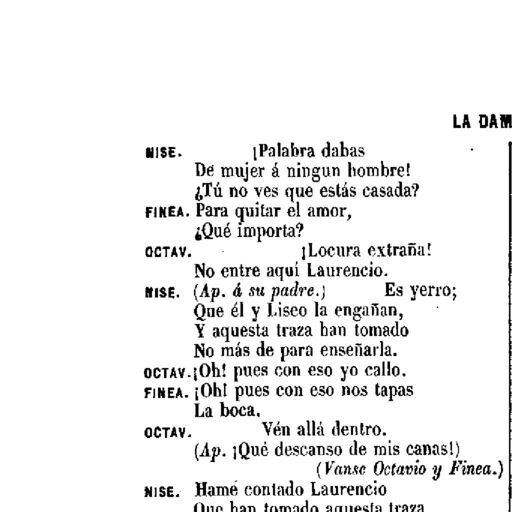 LA DAM
NISE. ¡Palabra dabas
De mujer á ningun hombre!
¿Tú no ves que estás casada?
FINEA. Para quitar el amor,
¿Qué importa?
OCTAV. ¡Locura extraña!
No entre aquí Laurencio.
NISE. (Ap. á su padre.) Es yerro;
Que él y Liseo la engañan,
Y aquesta traza han tomado
No más de para enseñarla.
OCTAV. ¡Oh! pues con eso yo callo.
FINEA. ¡Oh! pues con eso nos tapas
La boca.
OCTAV. Vén allá dentro.
(Ap. ¡Qué descanso de mis canas!)
(Vanse Octavio y Finea.)
NISE. Hame contado Laurencio
Que han tomado aquesta traza